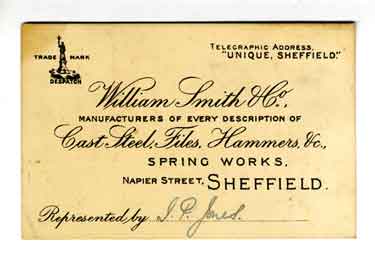 TRADE MARK
DESPATCH
TELEGRAPHIC ADDRESS,
"UNIQUE, SHEFFIELD."
William Smith & Co.,
MANUFACTURERS OF EVERY DESCRIPTION OF
Cast Steel, Files, Hammers, &c.,
SPRING WORKS,
NAPIER STREET, SHEFFIELD.
Represented by J. P. Jones.